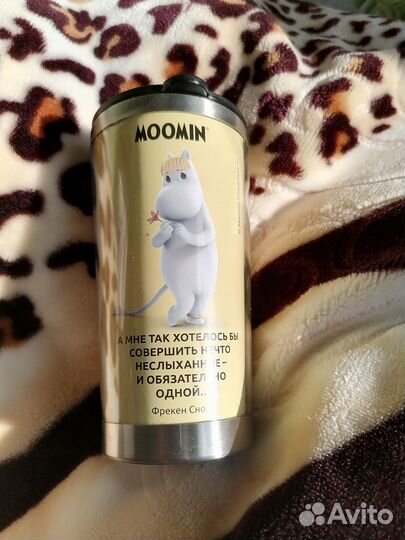 MOOMIN
А МНЕ ТАК ХОТЕЛОСЬ БЫ
СОВЕРШИТЬ НЕЧТО
НЕСЛЫХАННОЕ –
И ОБЯЗАТЕЛЬНО
ОДНОЙ..
Фрекен Сно
Avito